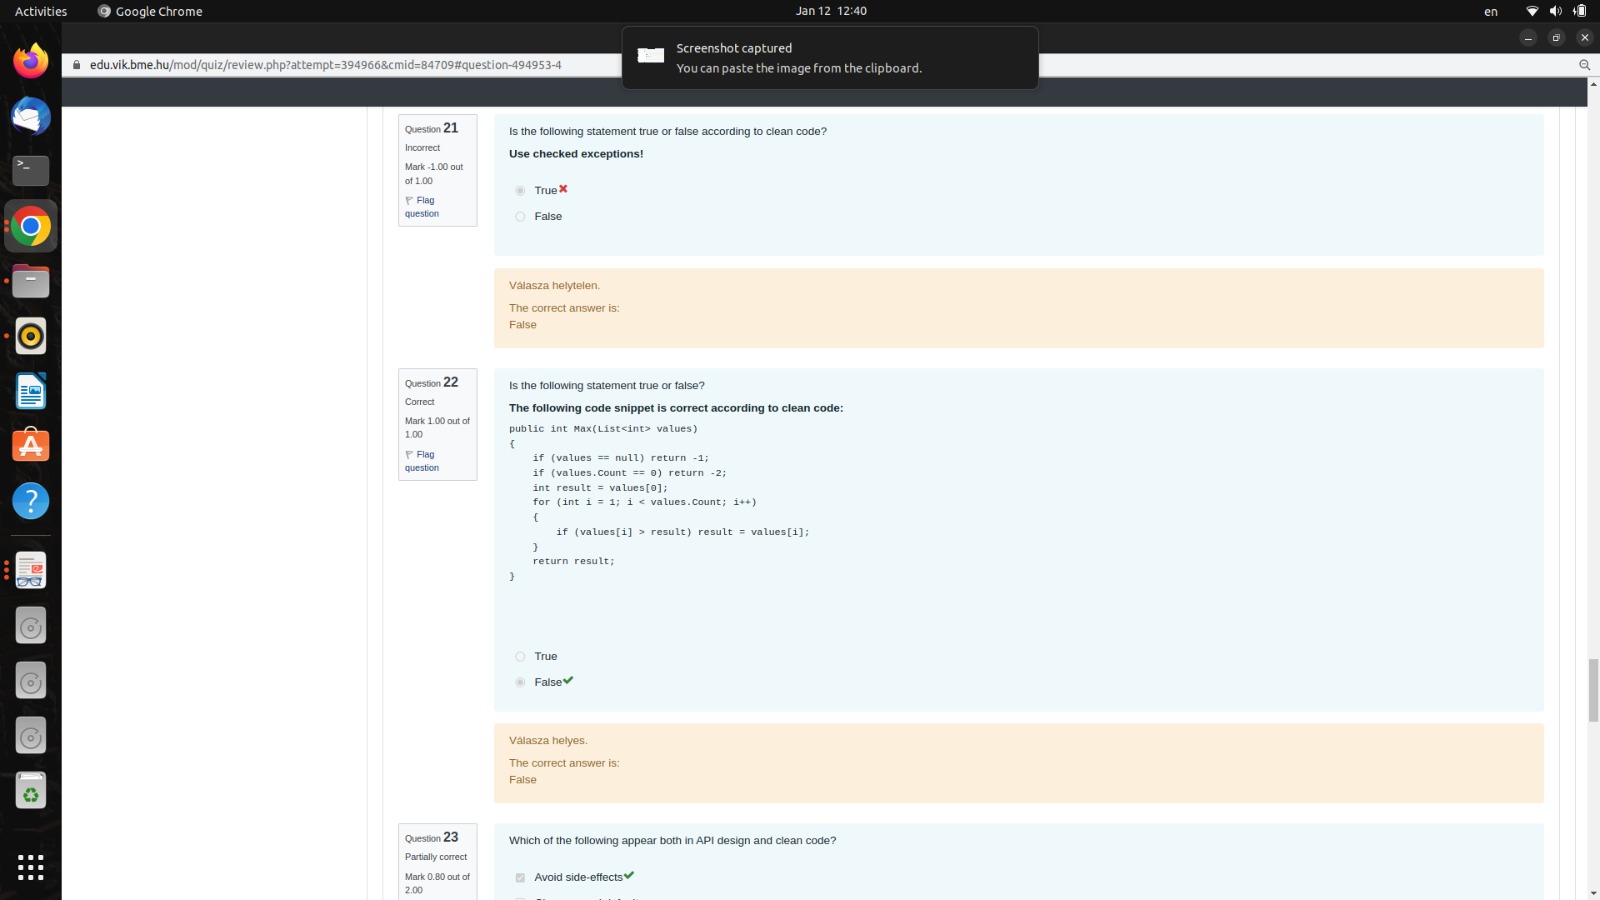 Activities
Google Chrome
Jan 12 12:40
en
Screenshot captured
You can paste the image from the clipboard.
edu.vik.bme.hu/mod/quiz/review.php?attempt=394966&cmid=84709#question-494953-4
Question 21
Incorrect
Mark -1.00 out
of 1.00
Flag
question
Is the following statement true or false according to clean code?
Use checked exceptions!
True
False
Válasza helytelen.
The correct answer is:
False
Question 22
Correct
Mark 1.00 out of
1.00
Flag
question
Is the following statement true or false?
The following code snippet is correct according to clean code:
public int Max(List<int> values)
{
    if (values == null) return -1;
    if (values.Count == 0) return -2;
    int result = values[0];
    for (int i = 1; i < values.Count; i++)
    {
        if (values[i] > result) result = values[i];
    }
    return result;
}
True
False
Válasza helyes.
The correct answer is:
False
Question 23
Partially correct
Mark 0.80 out of
2.00
Which of the following appear both in API design and clean code?
Avoid side-effects